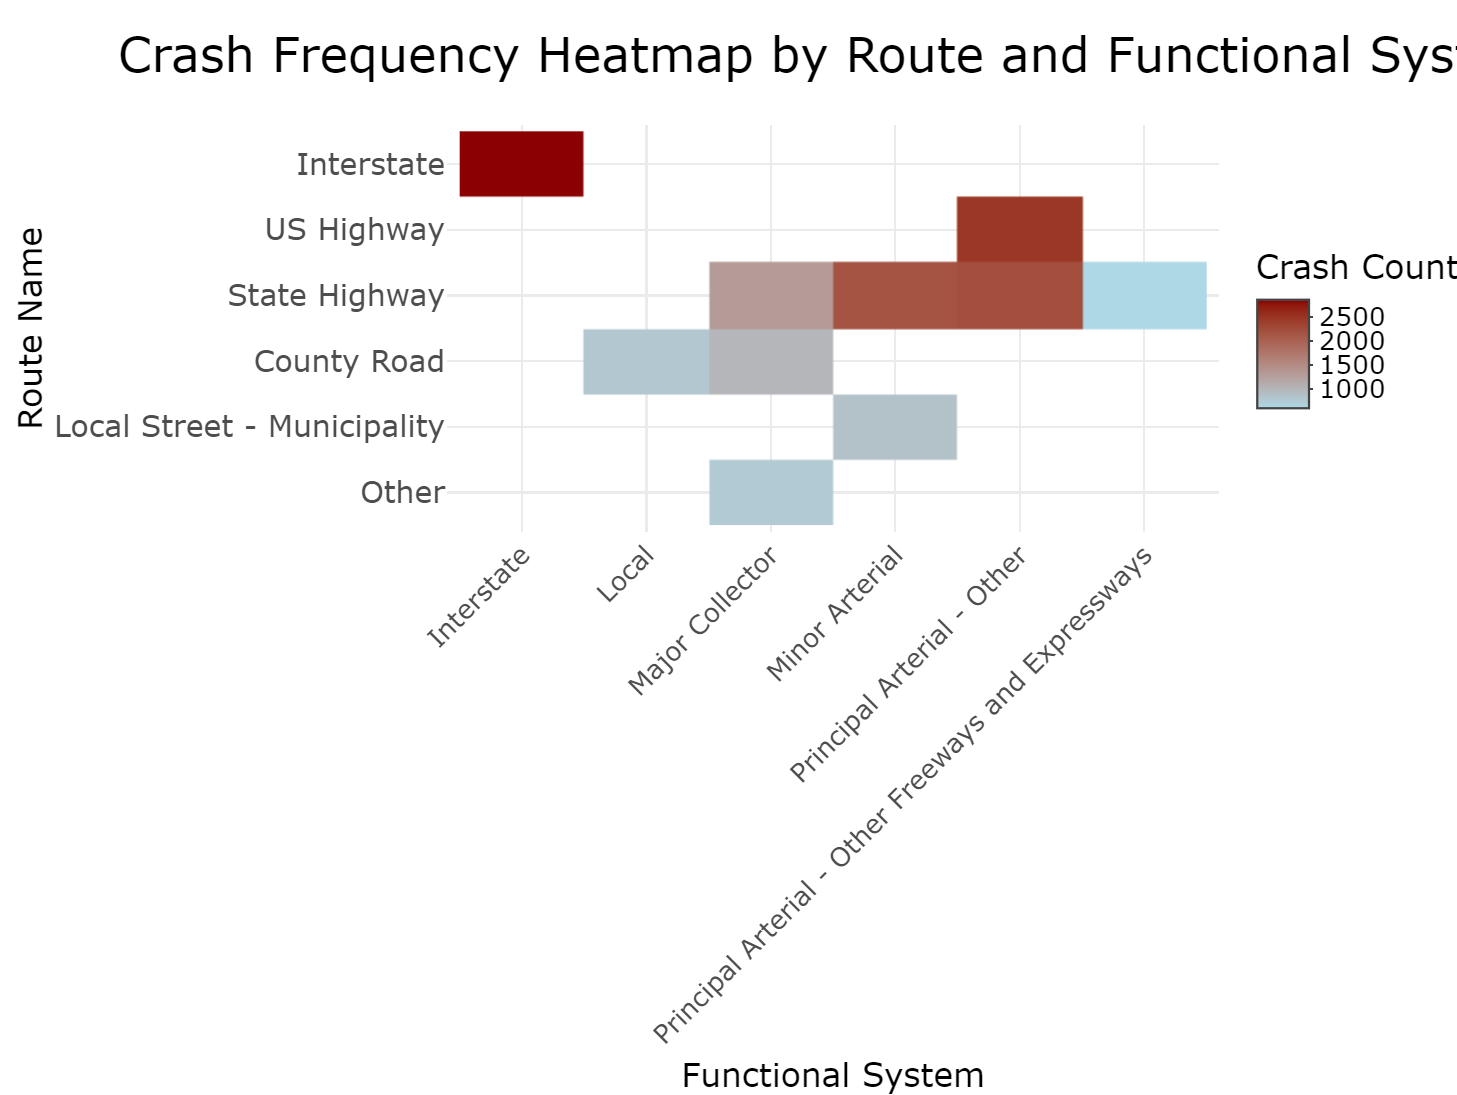 Crash Frequency Heatmap by Route and Functional Syst
Route Name
Interstate
US Highway
State Highway
County Road
Local Street - Municipality
Other
Interstate
Local
Major Collector
Minor Arterial
Principal Arterial - Other
Principal Arterial - Other Freeways and Expressways
Functional System
Crash Count
2500
2000
1500
1000